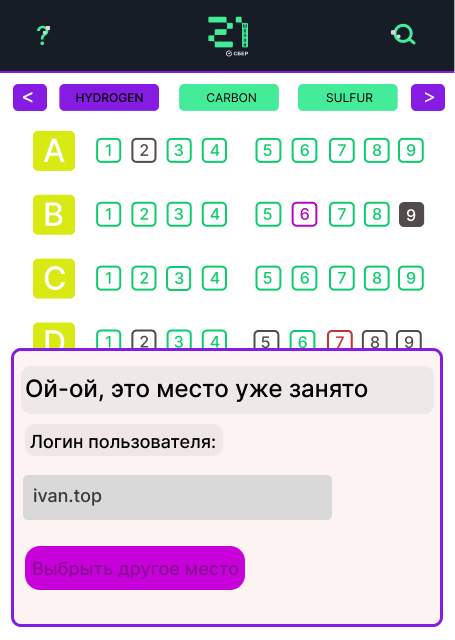 ?
21
СБЕР
<
HYDROGEN
CARBON
SULFUR
>
A 1 2 3 4 5 6 7 8 9
B 1 2 3 4 5 6 7 8 9
C 1 2 3 4 5 6 7 8 9
D 1 2 3 4 5 6 7 8 9
Ой-ой, это место уже занято
Логин пользователя:
ivan.top
Выбрыть другое место